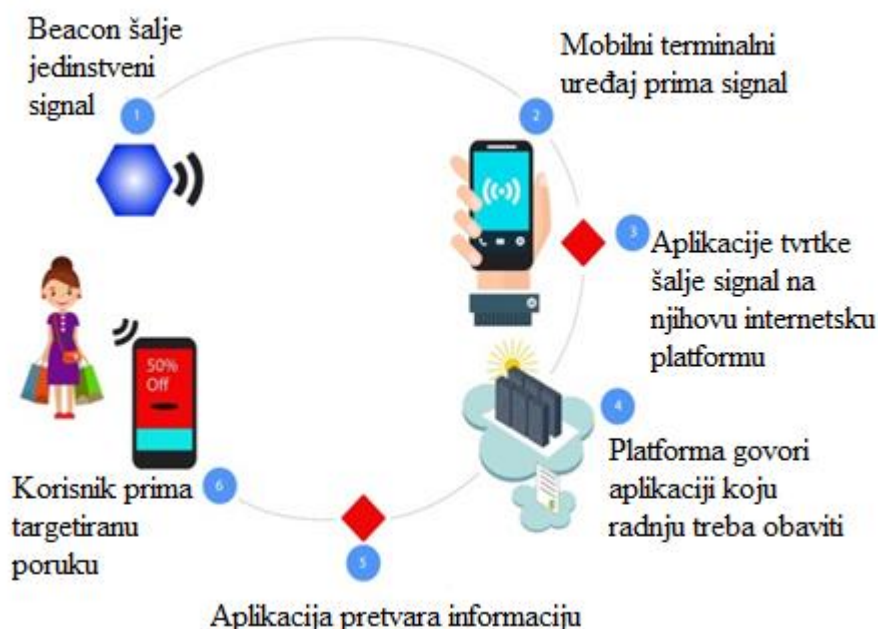 Beacon šalje
jedinstveni
signal
1
Mobilni terminalni
uređaj prima signal
2
3
Aplikacije tvrtke
šalje signal na
njihovu internetsku
platformu
4
Platforma govori
aplikaciji koju
radnju treba obaviti
5
Aplikacija pretvara informaciju
6
Korisnik prima
targetiranu
poruku
50%
Off